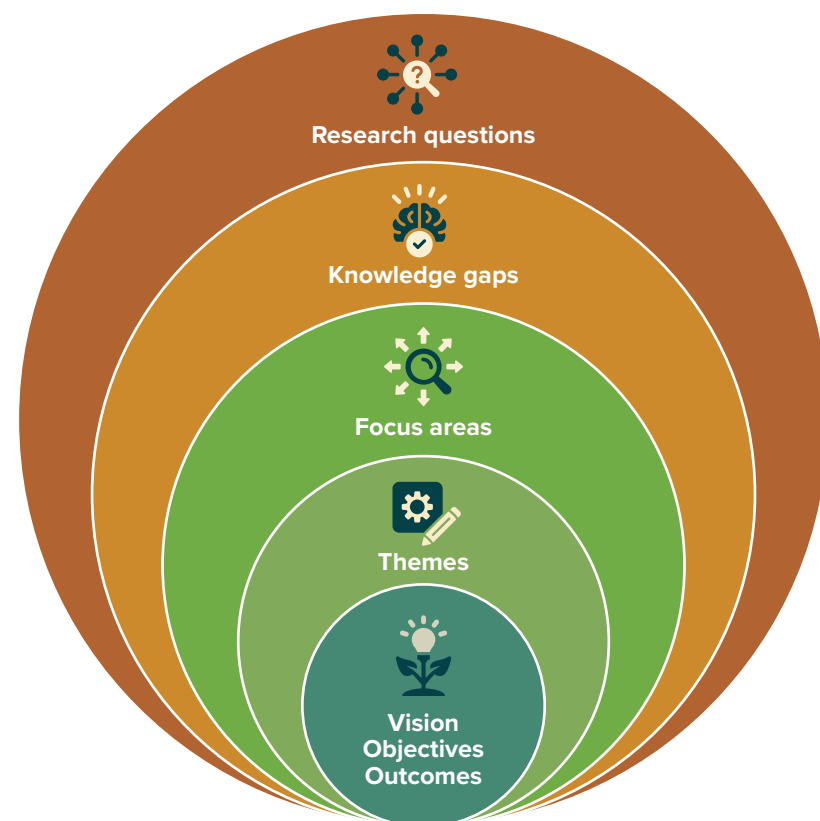 ?
Research questions
Knowledge gaps
Focus areas
Themes
Vision
Objectives
Outcomes